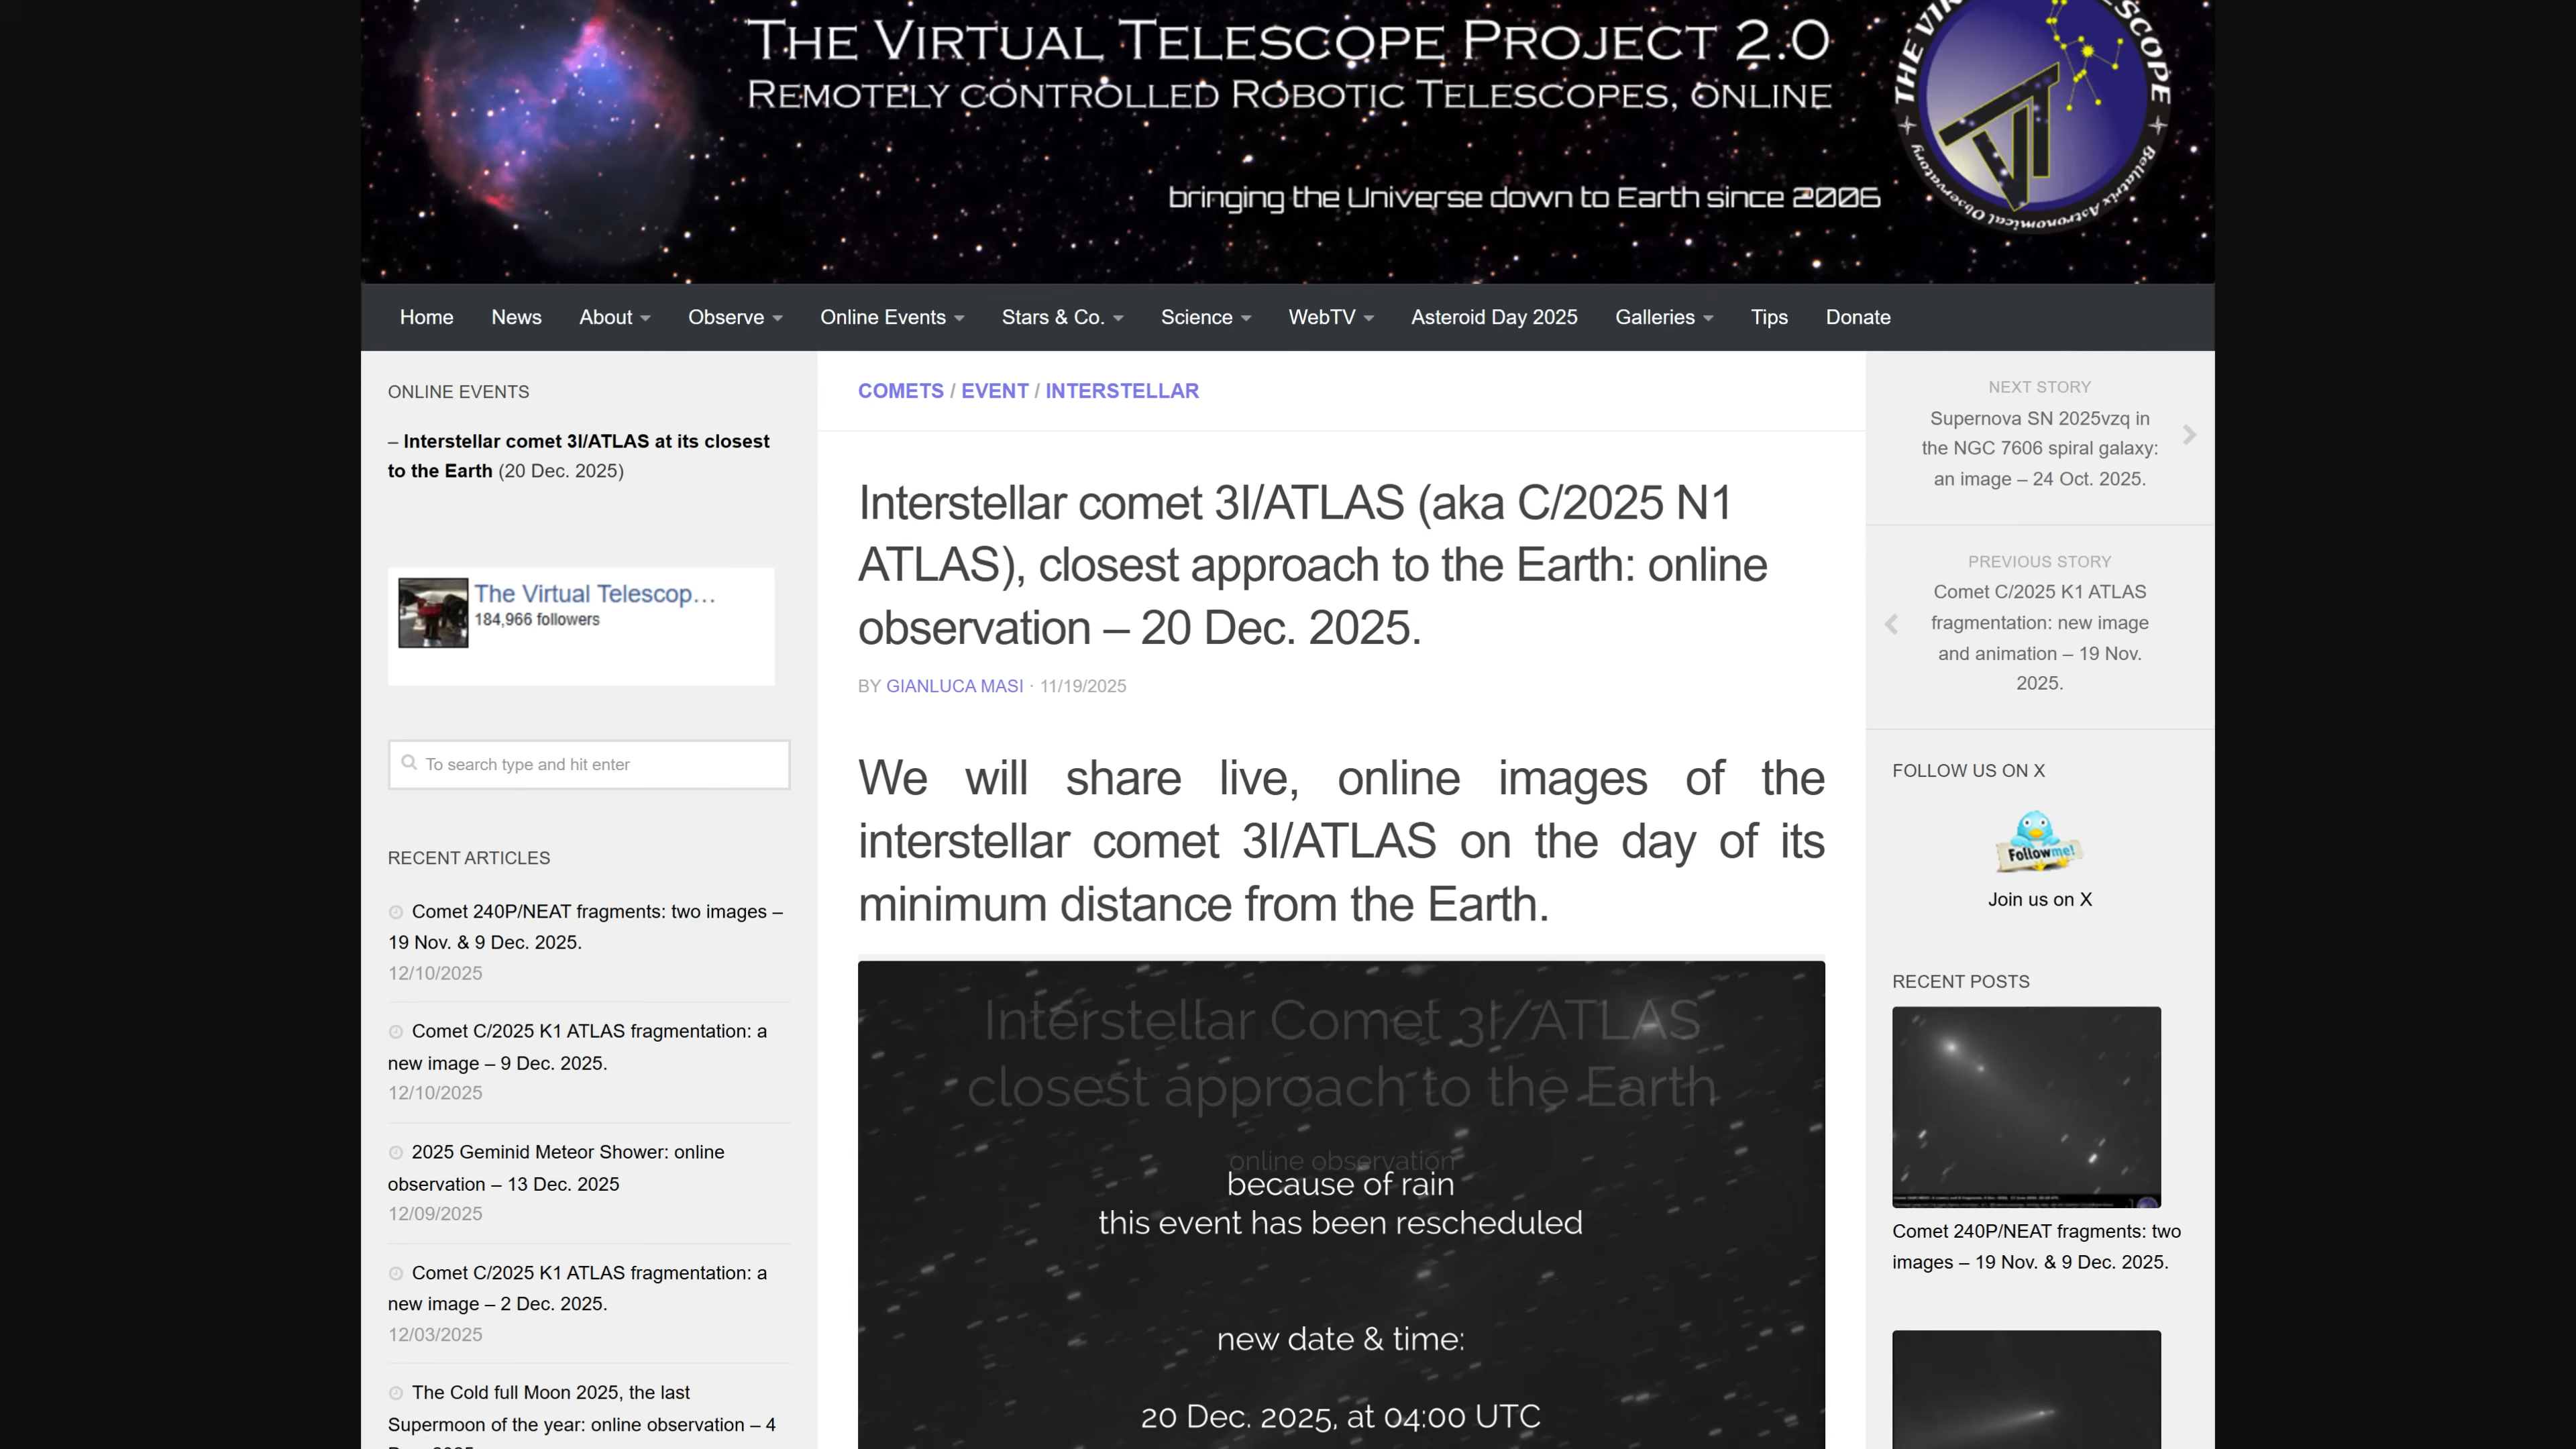 THE VIRTUAL TELESCOPE PROJECT 2.0
REMOTELY CONTROLLED ROBOTIC TELESCOPES, ONLINE
bringing the Universe down to Earth since 2006
Bellatrix Astronomical Observatory
Home News About Observe Online Events Stars & Co. Science WebTV Asteroid Day 2025 Galleries Tips Donate
ONLINE EVENTS
– Interstellar comet 3I/ATLAS at its closest
to the Earth (20 Dec. 2025)
The Virtual Telescop…
184,966 followers
To search type and hit enter
RECENT ARTICLES
Comet 240P/NEAT fragments: two images –
19 Nov. & 9 Dec. 2025.
12/10/2025
Comet C/2025 K1 ATLAS fragmentation: a
new image – 9 Dec. 2025.
12/10/2025
2025 Geminid Meteor Shower: online
observation – 13 Dec. 2025
12/09/2025
Comet C/2025 K1 ATLAS fragmentation: a
new image – 2 Dec. 2025.
12/03/2025
The Cold full Moon 2025, the last
Supermoon of the year: online observation – 4
COMETS / EVENT / INTERSTELLAR
Interstellar comet 3I/ATLAS (aka C/2025 N1
ATLAS), closest approach to the Earth: online
observation – 20 Dec. 2025.
BY GIANLUCA MASI · 11/19/2025
We will share live, online images of the
interstellar comet 3I/ATLAS on the day of its
minimum distance from the Earth.
Interstellar Comet 3I/ATLAS
closest approach to the Earth
online observation
because of rain
this event has been rescheduled
new date & time:
20 Dec. 2025, at 04:00 UTC
NEXT STORY
Supernova SN 2025vzq in
the NGC 7606 spiral galaxy:
an image – 24 Oct. 2025.
PREVIOUS STORY
Comet C/2025 K1 ATLAS
fragmentation: new image
and animation – 19 Nov.
2025.
FOLLOW US ON X
Follow me!
Join us on X
RECENT POSTS
Comet 240P/NEAT fragments: two
images – 19 Nov. & 9 Dec. 2025.